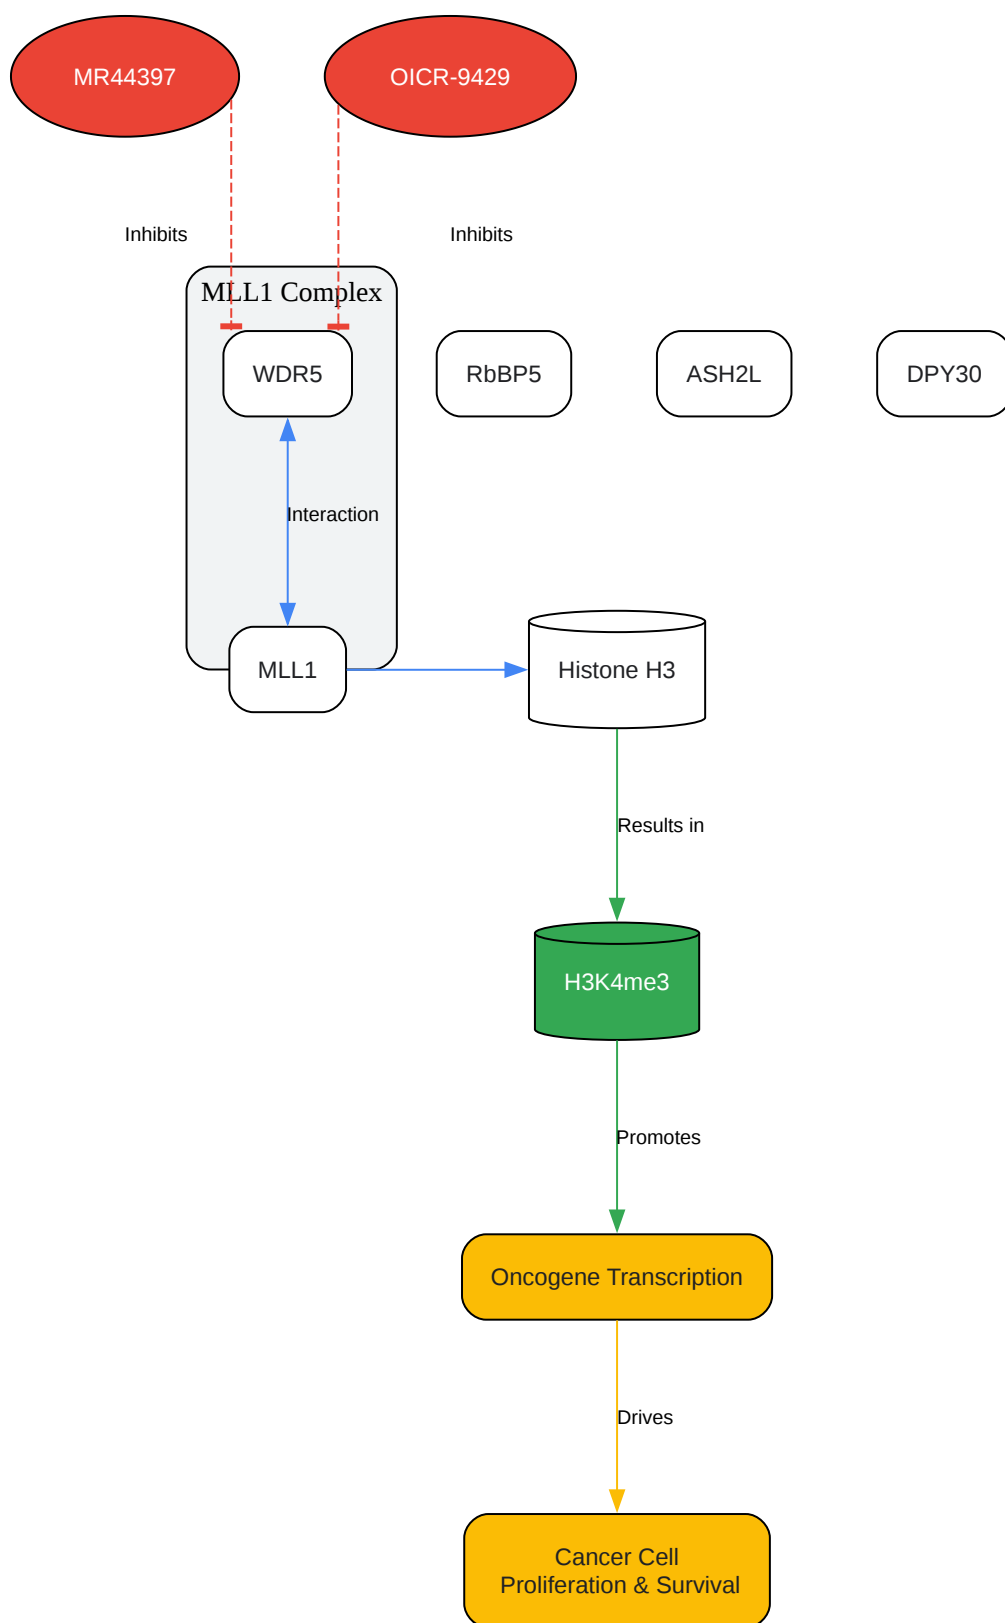 MR44397
OICR-9429
Inhibits
Inhibits
MLL1 Complex
WDR5
RbBP5
ASH2L
DPY30
Interaction
MLL1
Histone H3
Results in
H3K4me3
Promotes
Oncogene Transcription
Drives
Cancer Cell
Proliferation & Survival